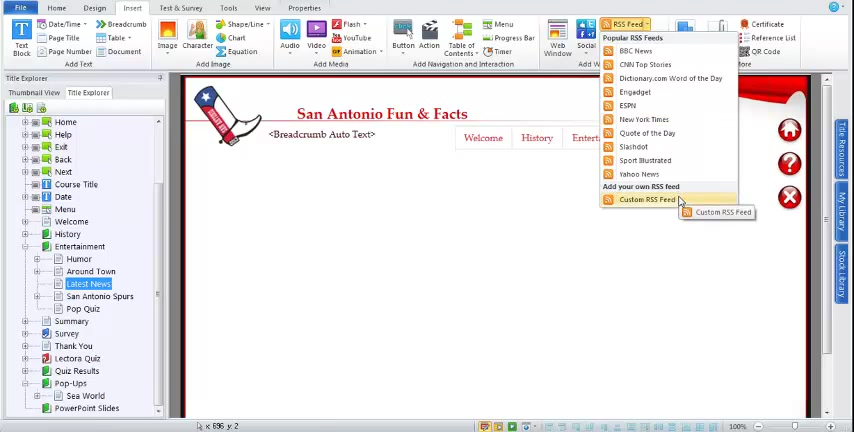 File Home Design Insert Test & Survey Tools View Properties
Date/Time Breadcrumb Shape/Line Flash Menu RSS Feed Certificate
Text Block Page Title Table Image Character Chart Audio Video YouTube Button Action Table of Contents Progress Bar Web Window Social Reference List
Page Number Document Equation Animation Timer QR Code
Add Text Add Image Add Media Add Navigation and Interaction Add W
Popular RSS Feeds
BBC News
CNN Top Stories
Dictionary.com Word of the Day
Engadget
ESPN
New York Times
Quote of the Day
Slashdot
Sport Illustrated
Yahoo News
Add your own RSS feed
Custom RSS Feed
Custom RSS Feed
Title Explorer
Thumbnail View Title Explorer
Home
Help
Exit
Back
Next
Course Title
Date
Menu
Welcome
History
Entertainment
Humor
Around Town
Latest News
San Antonio Spurs
Pop Quiz
Summary
Survey
Thank You
Lectora Quiz
Quiz Results
Pop-Ups
Sea World
PowerPoint Slides
San Antonio Fun & Facts
<Breadcrumb Auto Text>
Welcome History Enterta
Title Resources
My Library
Stock Library
x: 696 y: 2
100%